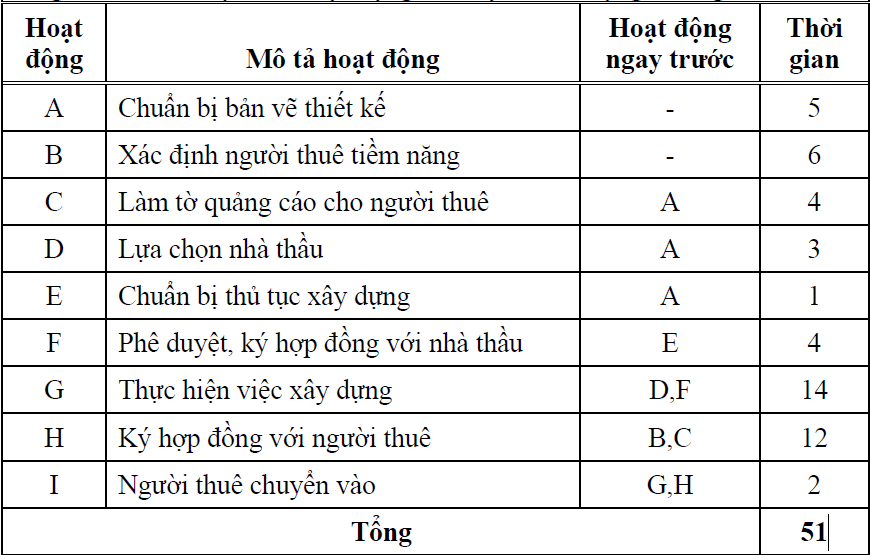 Hoạt động Mô tả hoạt động Hoạt động ngay trước Thời gian
A Chuẩn bị bản vẽ thiết kế - 5
B Xác định người thuê tiềm năng - 6
C Làm tờ quảng cáo cho người thuê A 4
D Lựa chọn nhà thầu A 3
E Chuẩn bị thủ tục xây dựng A 1
F Phê duyệt, ký hợp đồng với nhà thầu E 4
G Thực hiện việc xây dựng D,F 14
H Ký hợp đồng với người thuê B,C 12
I Người thuê chuyển vào G,H 2
Tổng 51